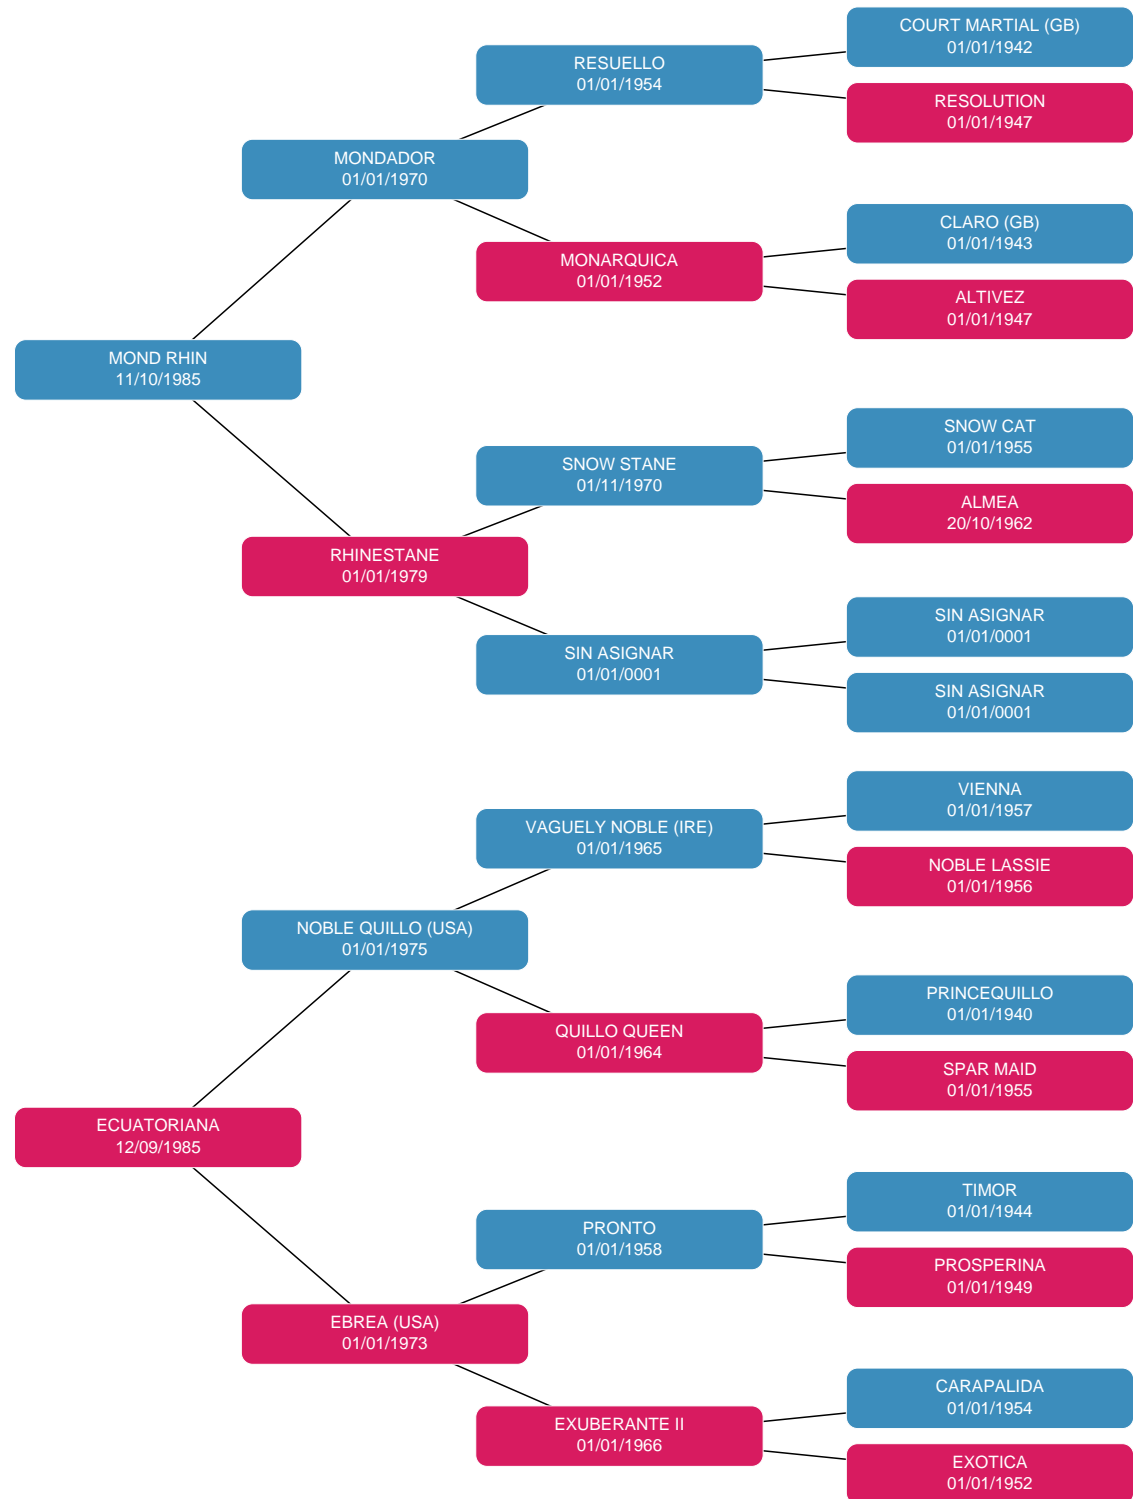 COURT MARTIAL (GB)
01/01/1942
RESUELLO
01/01/1954
RESOLUTION
01/01/1947
MONDADOR
01/01/1970
CLARO (GB)
01/01/1943
MONARQUICA
01/01/1952
ALTIVEZ
01/01/1947
MOND RHIN
11/10/1985
SNOW CAT
01/01/1955
SNOW STANE
01/11/1970
ALMEA
20/10/1962
RHINESTANE
01/01/1979
SIN ASIGNAR
01/01/0001
SIN ASIGNAR
01/01/0001
SIN ASIGNAR
01/01/0001
VIENNA
01/01/1957
VAGUELY NOBLE (IRE)
01/01/1965
NOBLE LASSIE
01/01/1956
NOBLE QUILLO (USA)
01/01/1975
PRINCEQUILLO
01/01/1940
QUILLO QUEEN
01/01/1964
SPAR MAID
01/01/1955
ECUATORIANA
12/09/1985
TIMOR
01/01/1944
PRONTO
01/01/1958
PROSPERINA
01/01/1949
EBREA (USA)
01/01/1973
CARAPALIDA
01/01/1954
EXUBERANTE II
01/01/1966
EXOTICA
01/01/1952